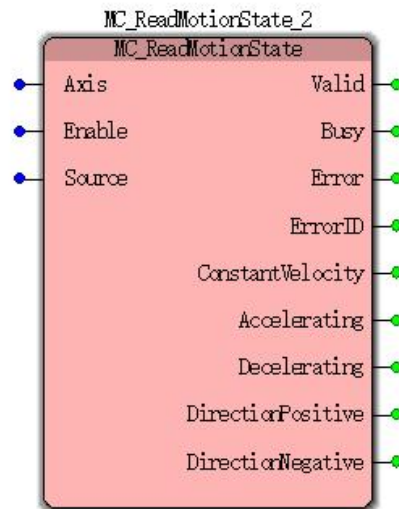 MC_ReadMotionState_2
MC_ReadMotionState
Axis Valid
Enable Busy
Source Error
ErrorID
ConstantVelocity
Accelerating
Decelerating
DirectionPositive
DirectionNegative